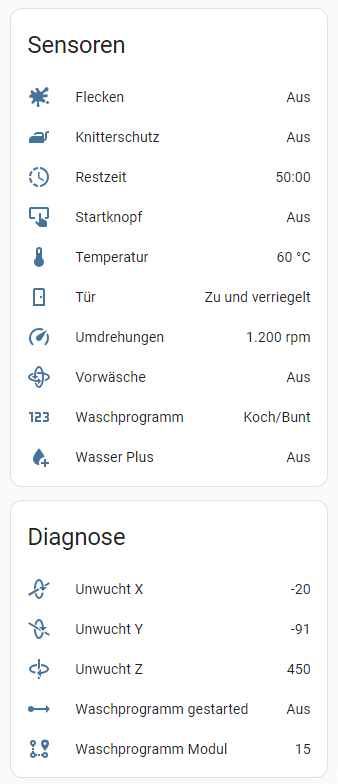 Sensoren
Flecken Aus
Knitterschutz Aus
Restzeit 50:00
Startknopf Aus
Temperatur 60 °C
Tür Zu und verriegelt
Umdrehungen 1.200 rpm
Vorwäsche Aus
123 Waschprogramm Koch/Bunt
Wasser Plus Aus
Diagnose
Unwucht X -20
Unwucht Y -91
Unwucht Z 450
Waschprogramm gestarted Aus
Waschprogramm Modul 15